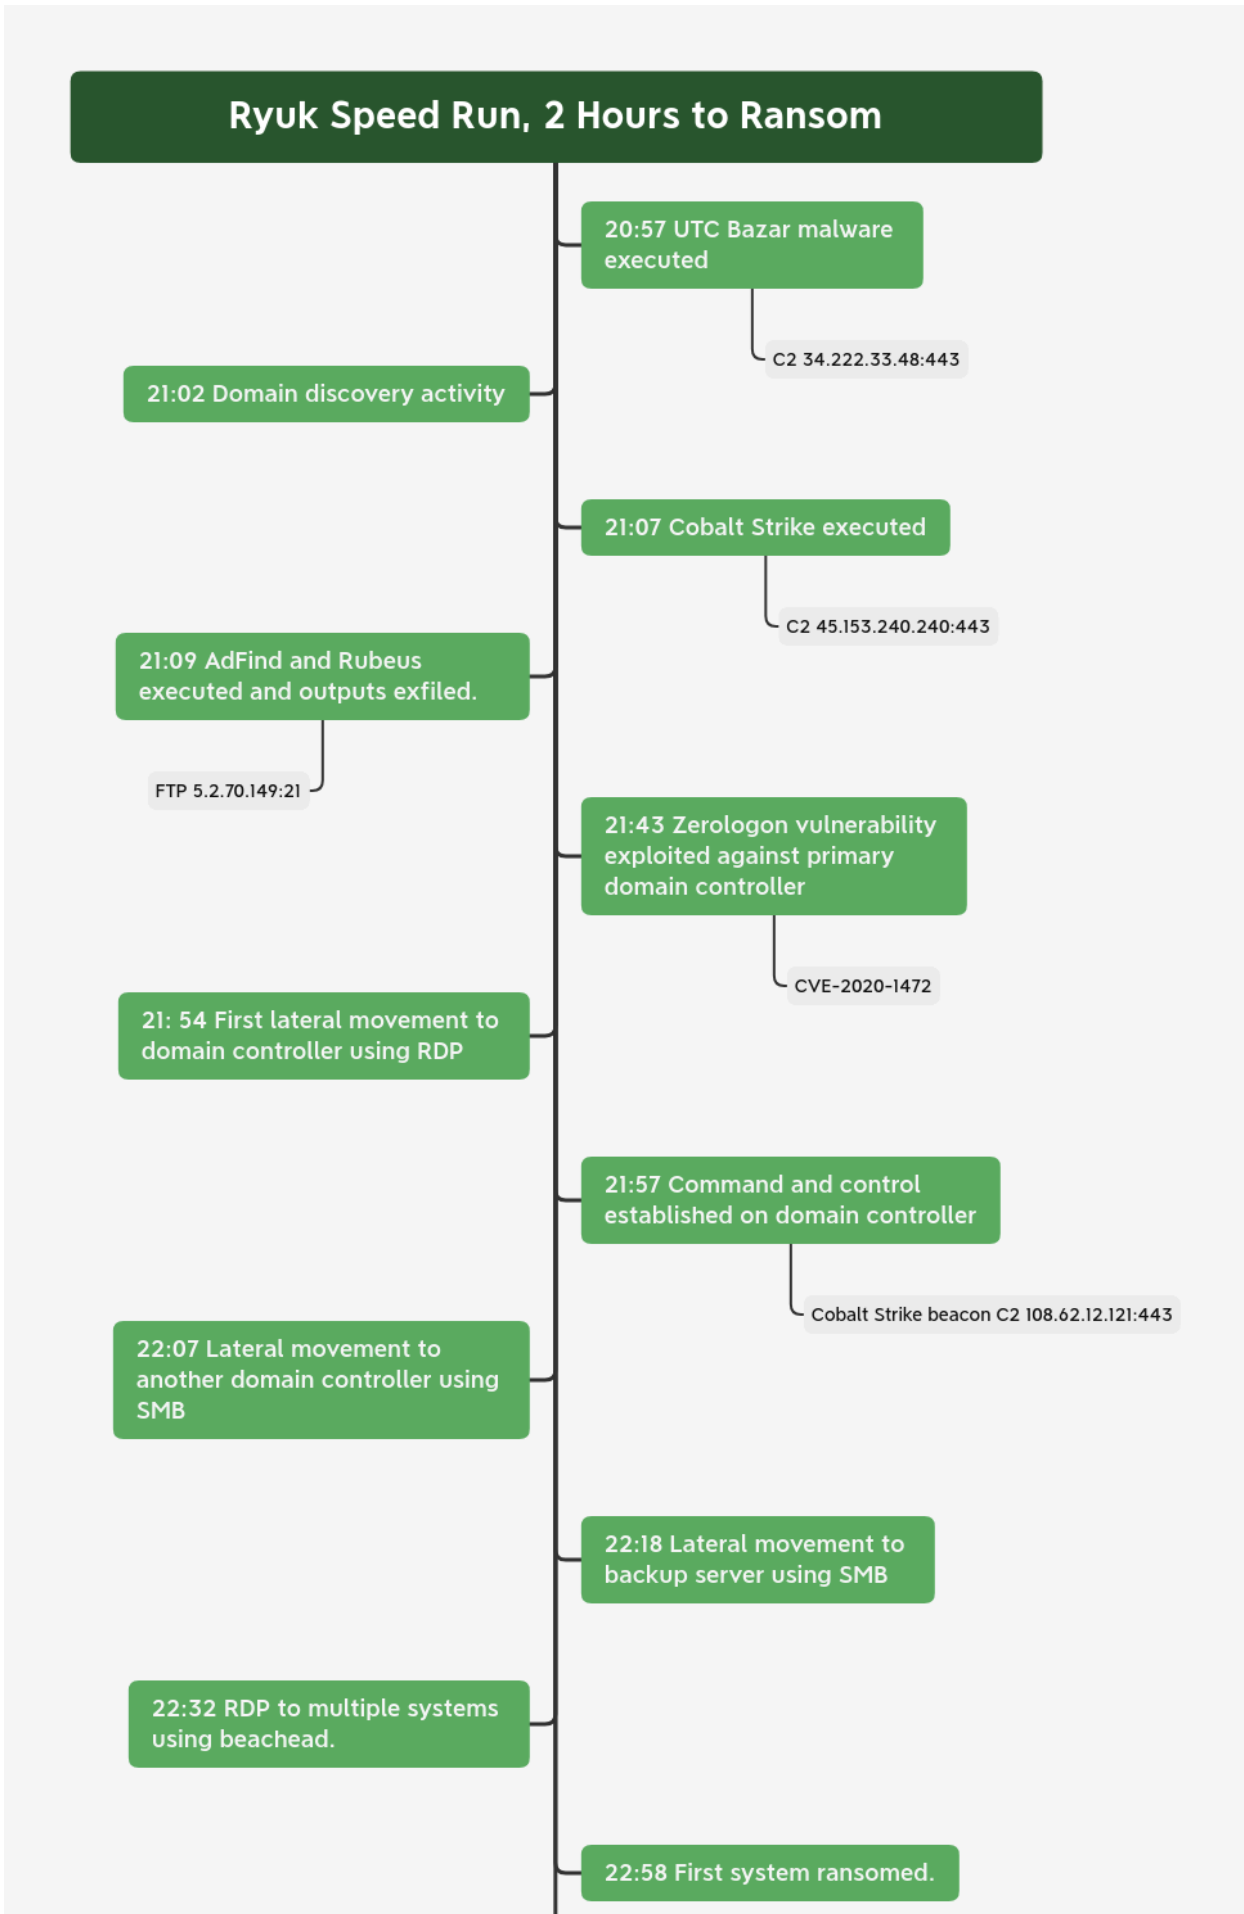 Ryuk Speed Run, 2 Hours to Ransom
20:57 UTC Bazar malware
executed
C2 34.222.33.48:443
21:02 Domain discovery activity
21:07 Cobalt Strike executed
C2 45.153.240.240:443
21:09 AdFind and Rubeus
executed and outputs exfiled.
FTP 5.2.70.149:21
21:43 Zerologon vulnerability
exploited against primary
domain controller
CVE-2020-1472
21: 54 First lateral movement to
domain controller using RDP
21:57 Command and control
established on domain controller
Cobalt Strike beacon C2 108.62.12.121:443
22:07 Lateral movement to
another domain controller using
SMB
22:18 Lateral movement to
backup server using SMB
22:32 RDP to multiple systems
using beachead.
22:58 First system ransomed.